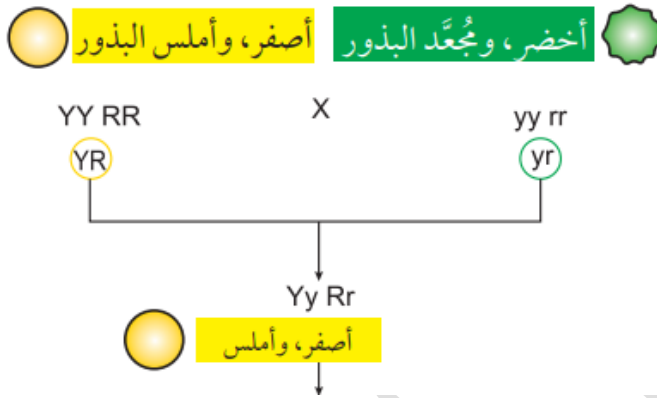 أخضر، ومُجعَّد البذور أصفر، وأملس البذور
YY RR X yy rr
YR yr
Yy Rr
أصفر، وأملس